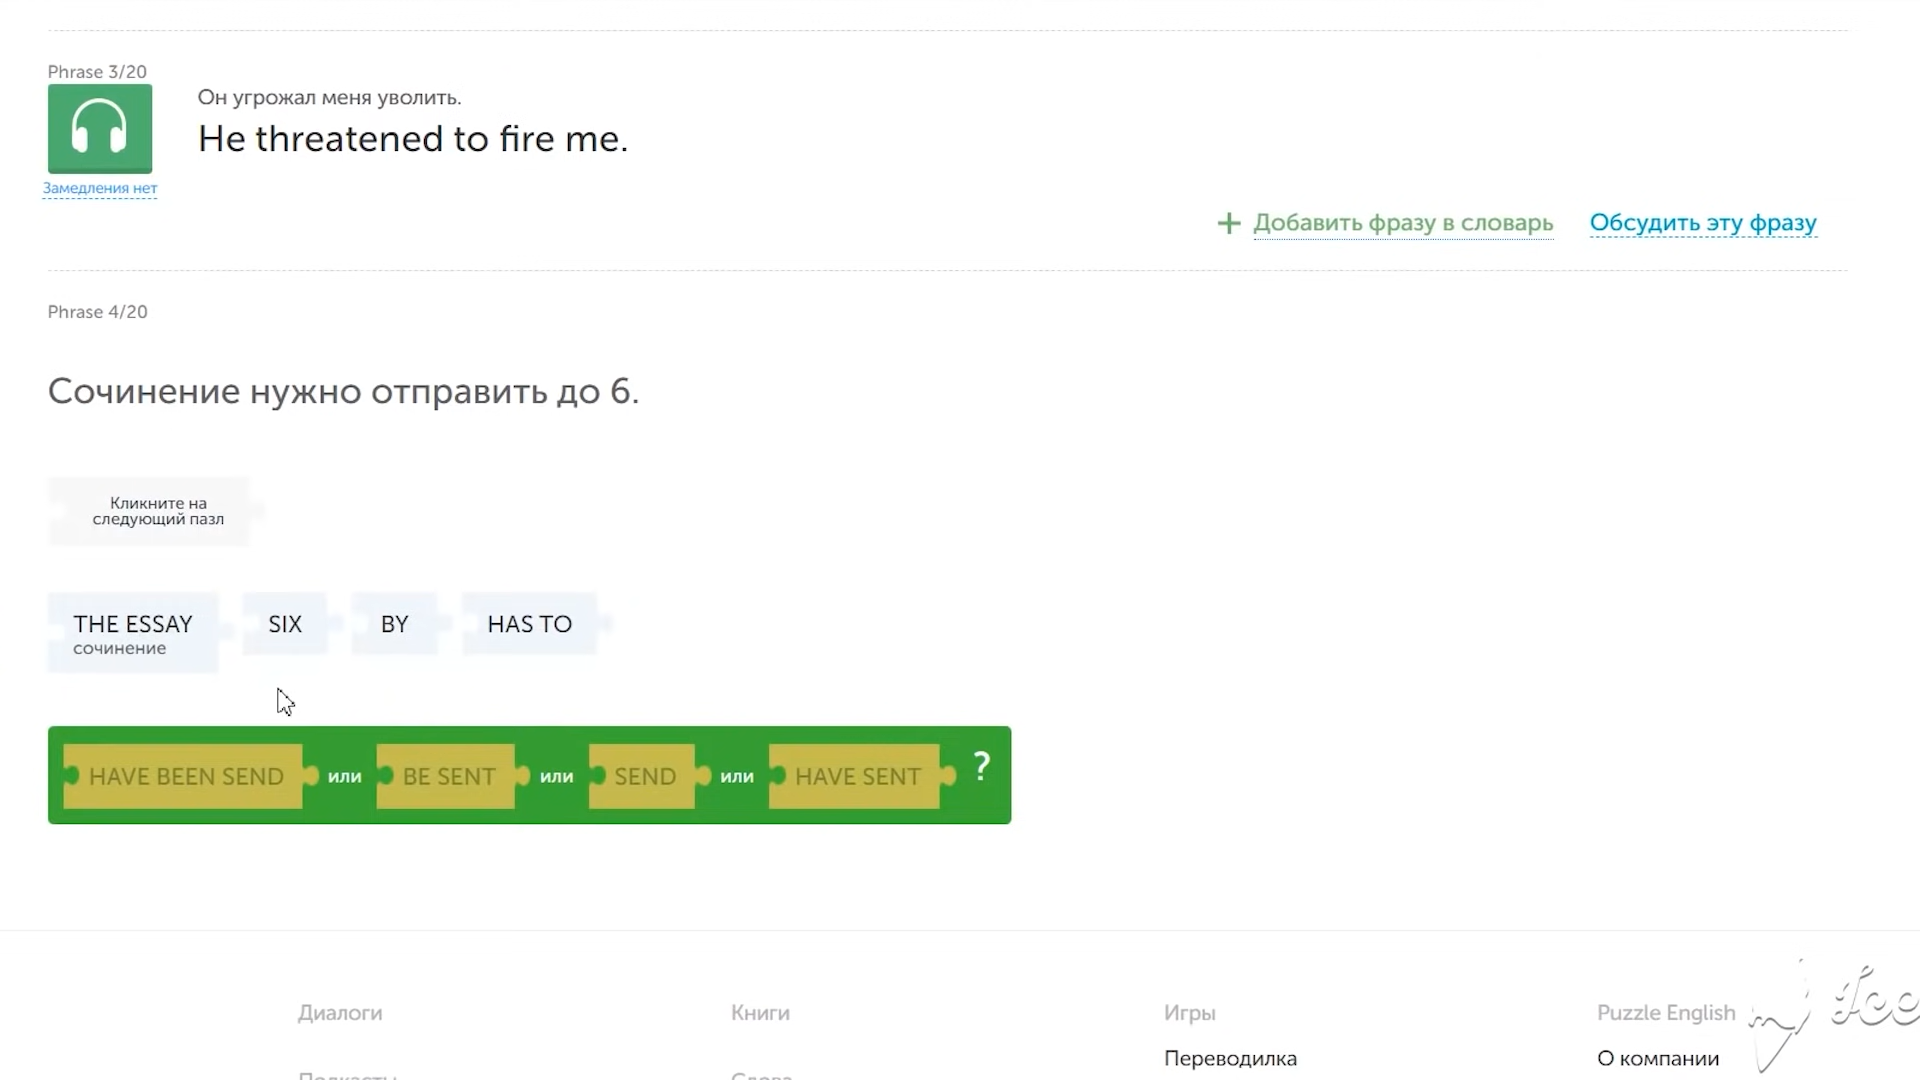 Phrase 3/20
Он угрожал меня уволить.
He threatened to fire me.
Замедления нет
+ Добавить фразу в словарь Обсудить эту фразу
Phrase 4/20
Сочинение нужно отправить до 6.
Кликните на
следующий пазл
THE ESSAY SIX BY HAS TO
сочинение
HAVE BEEN SEND или BE SENT или SEND или HAVE SENT ?
Диалоги Книги Игры Puzzle English
Переводилка О компании